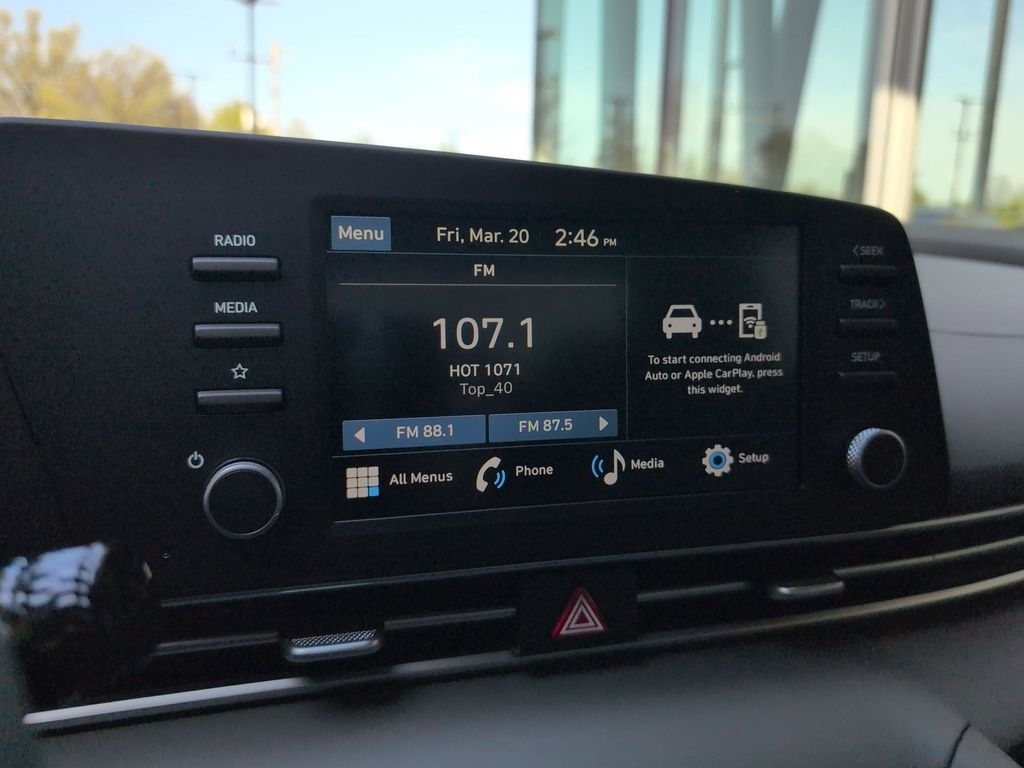 RADIO
MEDIA
Menu
Fri, Mar. 20 2:46 PM
FM
107.1
HOT 1071
Top_40
FM 88.1
FM 87.5
To start connecting Android
Auto or Apple CarPlay, press
this widget.
All Menus
Phone
Media
Setup
< SEEK
TRACK >
SETUP